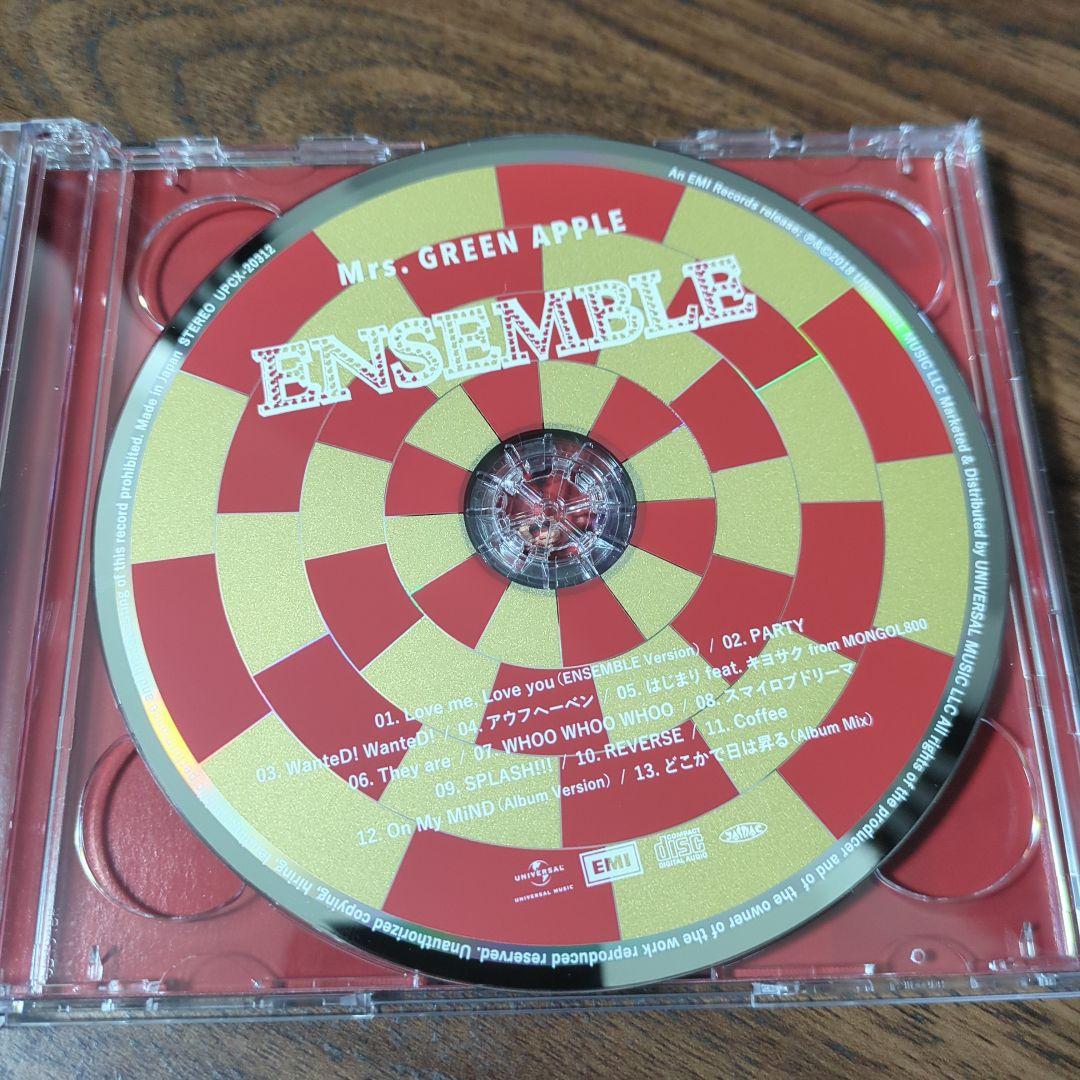 Mrs. GREEN APPLE
ENSEMBLE
01. Love me, Love you (ENSEMBLE Version) / 02. PARTY
03. WanteD! WanteD! / 04. アウフヘーベン / 05. はじまり feat. キヨサク from MONGOL800
06. They are / 07. WHOO WHOO WHOO / 08. スマイロブドリーマ
09. SPLASH!!! / 10. REVERSE / 11. Coffee
12. On My MiND (Album Version) / 13. どこかで日は昇る (Album Mix)
UNIVERSAL
UNIVERSAL MUSIC
EMI
COMPACT
disc
DIGITAL AUDIO
An EMI Records release; ℗&©2018 UNIVERSAL MUSIC LLC Marketed & Distributed by UNIVERSAL MUSIC LLC All rights of the producer and of the owner of the work reproduced reserved. Unauthorized copying, hiring, of this record prohibited. Made in Japan STEREO UPCX-20312